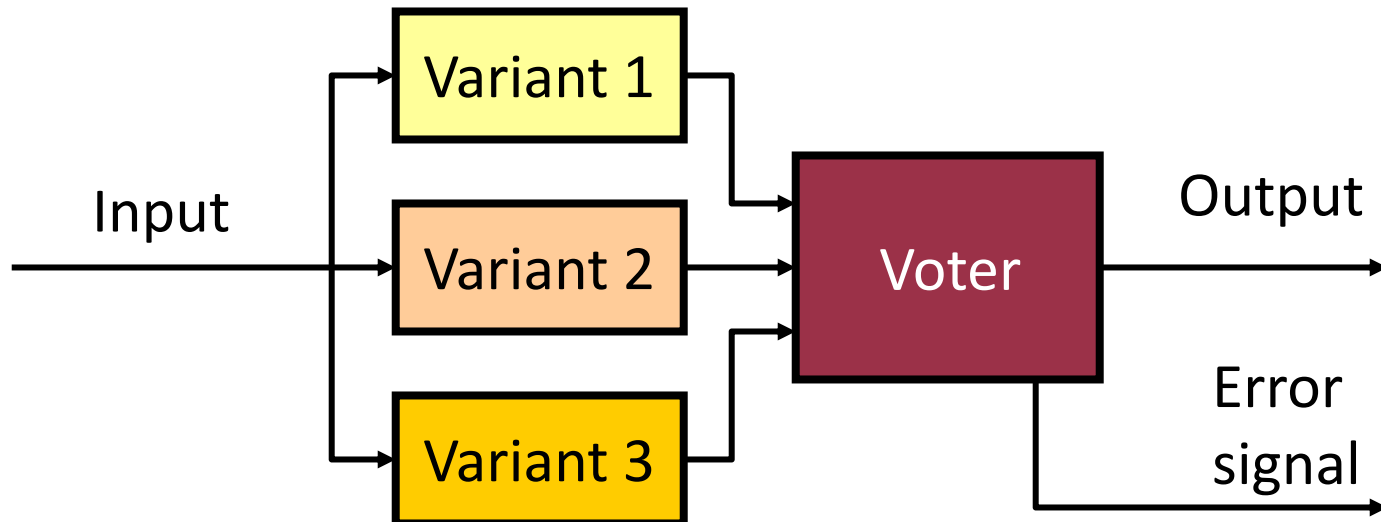 Variant 1
Input
Variant 2
Voter
Output
Variant 3
Error
signal